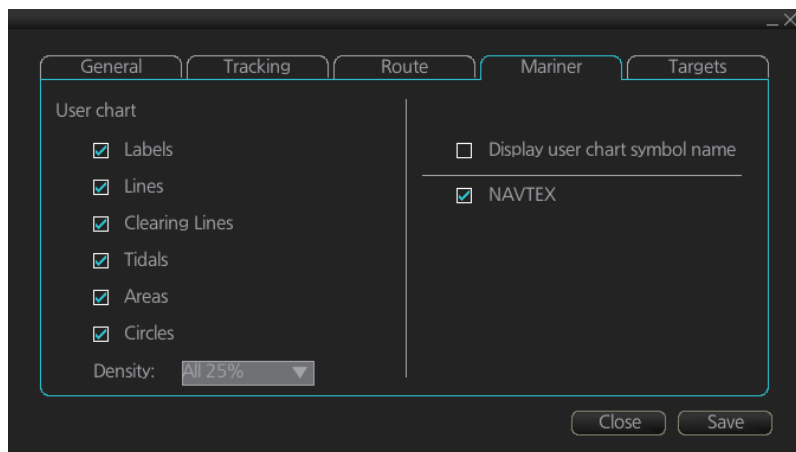 General
Tracking
Route
Mariner
Targets
User chart
Labels
Lines
Clearing Lines
Tidals
Areas
Circles
Density: All 25%
Display user chart symbol name
NAVTEX
Close
Save